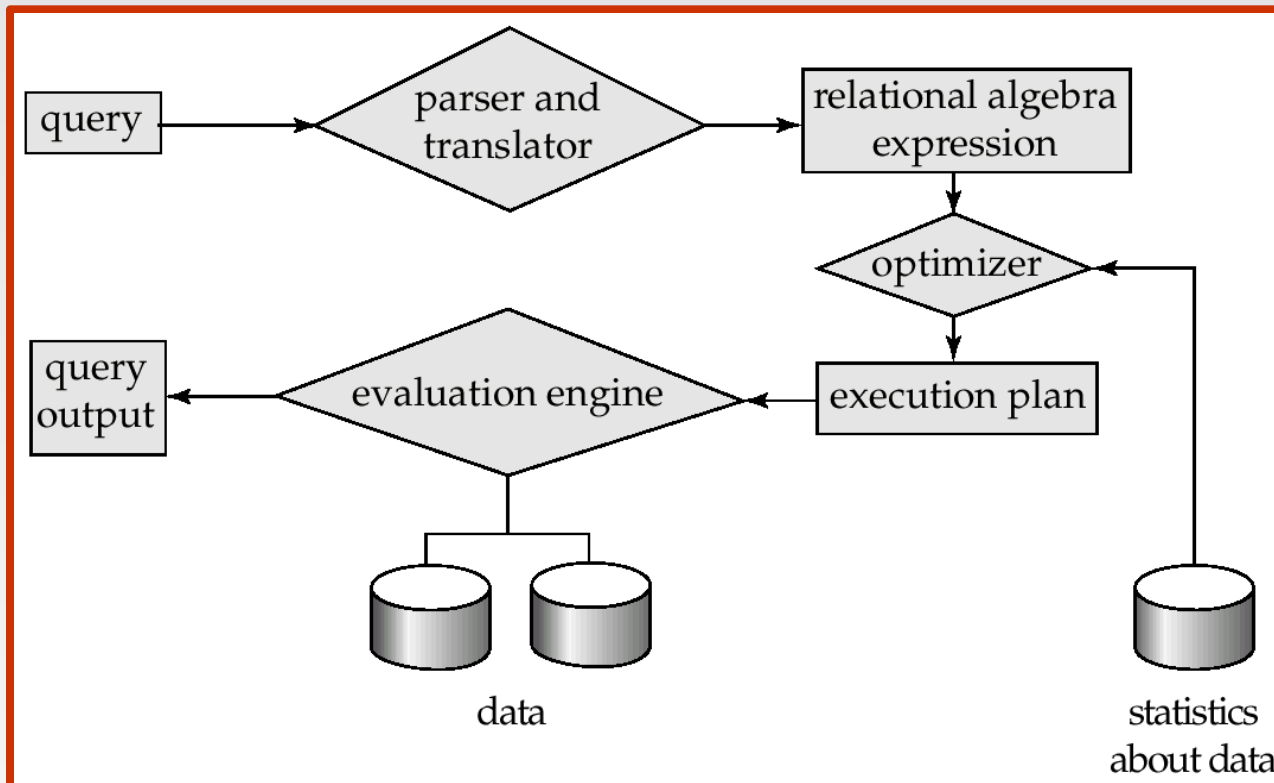 query
parser and
translator
relational algebra
expression
optimizer
query
output
evaluation engine
execution plan
data
statistics
about data